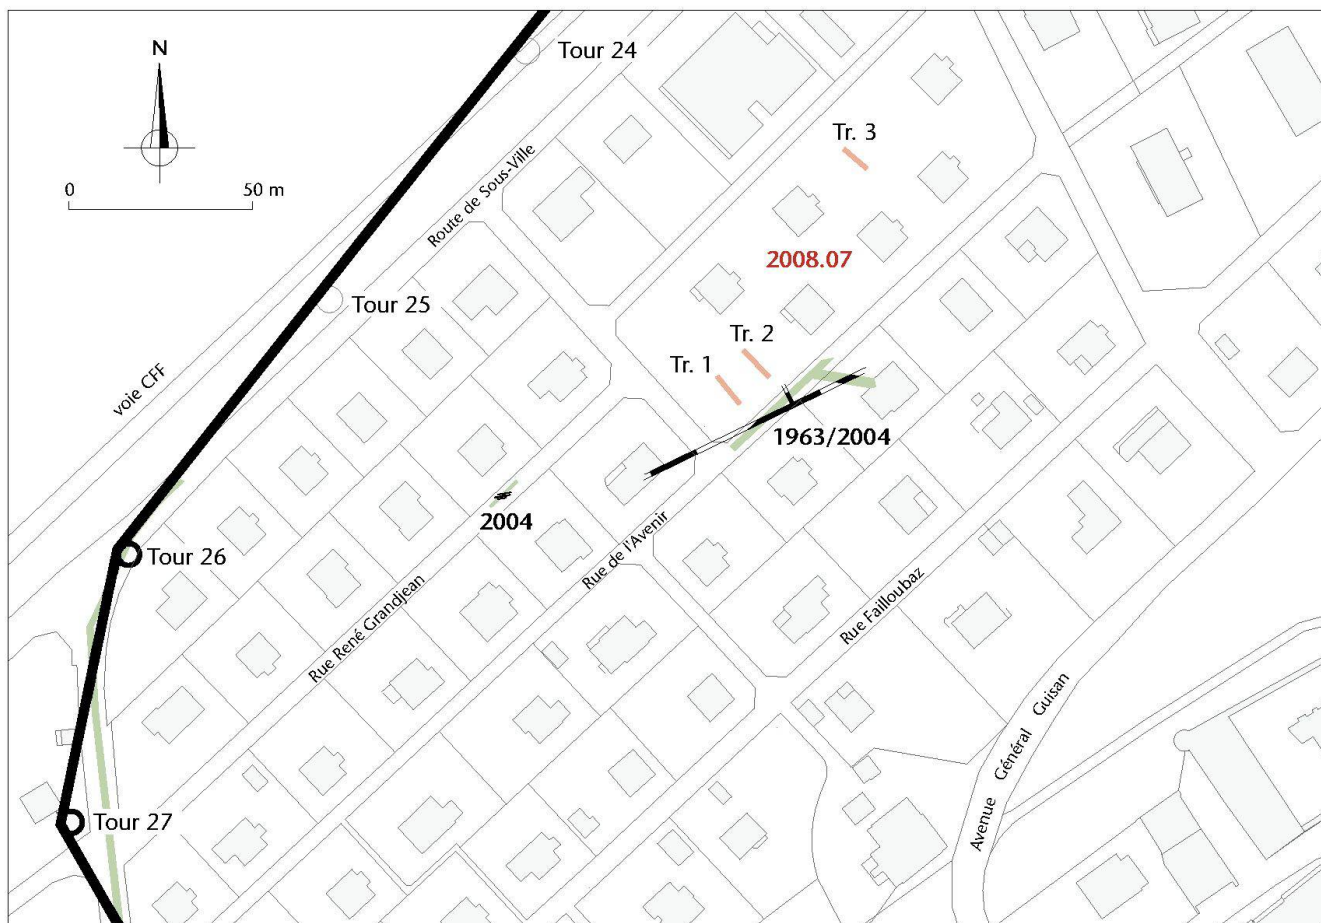 N
Tour 24
Tr. 3
0 50 m
Route de Sous-Ville
2008.07
Tour 25
Tr. 2
Tr. 1
voie CFF
1963/2004
2004
Tour 26
Rue de l'Avenir
Rue René Grandjean
Rue Failloubaz
Avenue Général Guisan
Tour 27